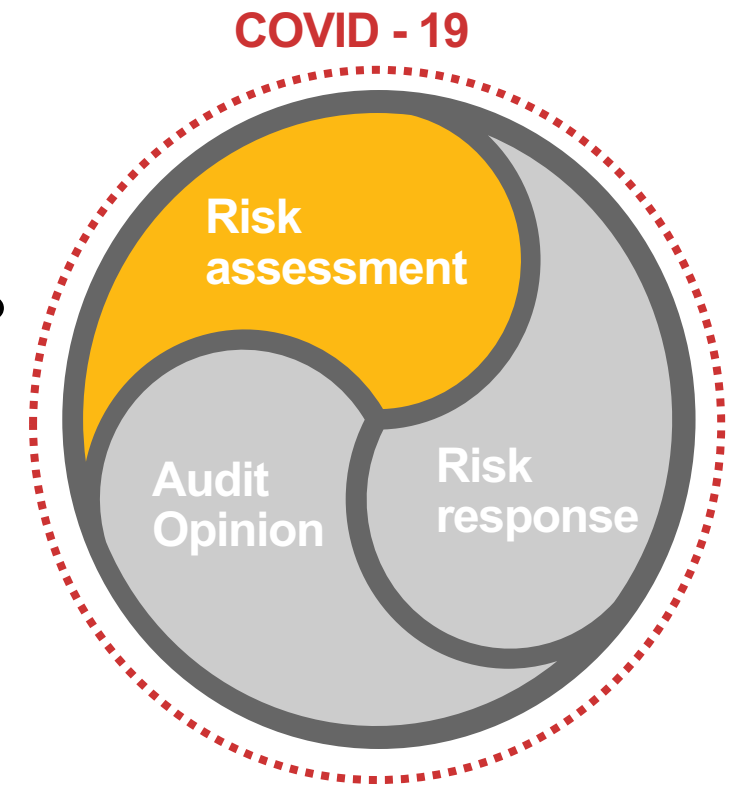 COVID - 19
Risk
assessment
Audit
Opinion
Risk
response